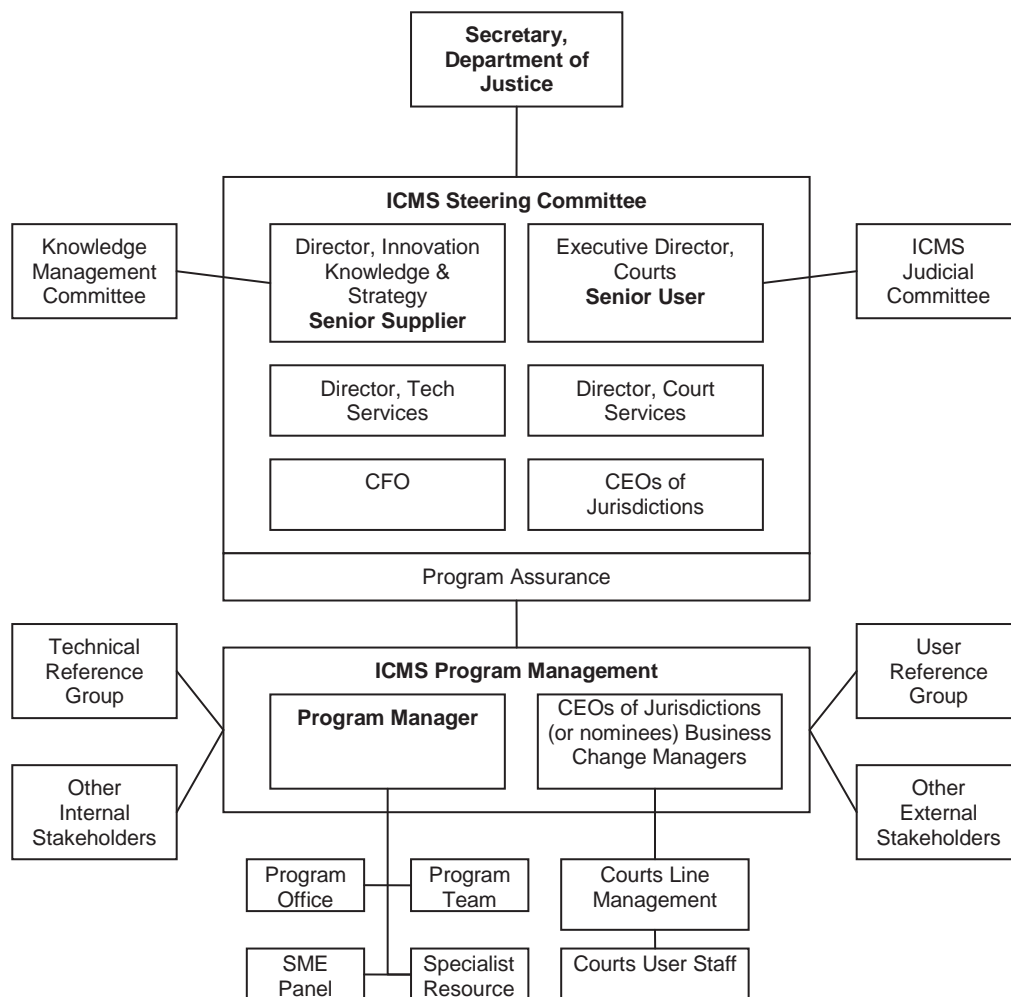 Secretary,
Department of
Justice
ICMS Steering Committee
Knowledge
Management
Committee
Director, Innovation
Knowledge &
Strategy
Senior Supplier
Executive Director,
Courts
Senior User
ICMS
Judicial
Committee
Director, Tech
Services
Director, Court
Services
CFO
CEOs of
Jurisdictions
Program Assurance
Technical
Reference
Group
ICMS Program Management
User
Reference
Group
Program Manager
CEOs of Jurisdictions
(or nominees) Business
Change Managers
Other
Internal
Stakeholders
Other
External
Stakeholders
Program
Office
Program
Team
Courts Line
Management
SME
Panel
Specialist
Resource
Courts User Staff